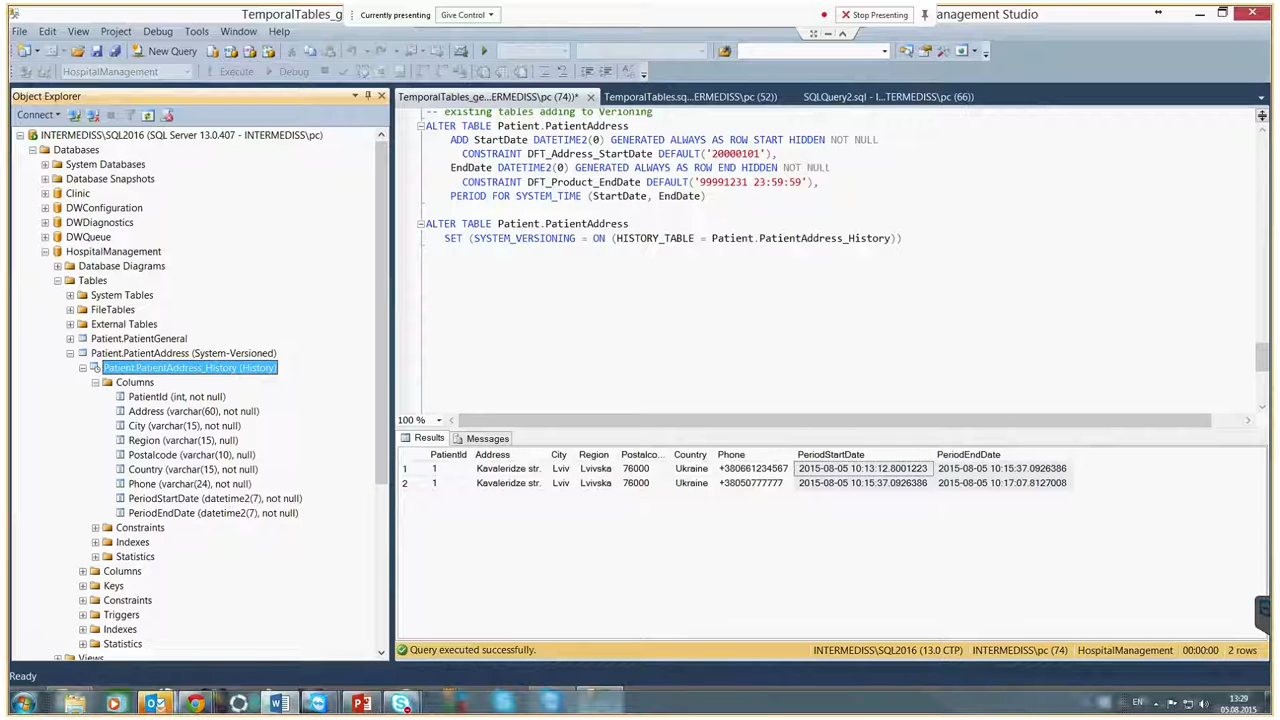 TemporalTables_g
Currently presenting
Give Control
Stop Presenting
Management Studio
File Edit View Project Debug Tools Window Help
New Query
HospitalManagement
Execute Debug
Object Explorer
Connect
INTERMEDISS\SQL2016 (SQL Server 13.0.407 - INTERMEDISS\pc)
Databases
System Databases
Database Snapshots
Clinic
DWConfiguration
DWDiagnostics
DWQueue
HospitalManagement
Database Diagrams
Tables
System Tables
FileTables
External Tables
Patient.PatientGeneral
Patient.PatientAddress (System-Versioned)
Patient.PatientAddress_History (History)
Columns
PatientId (int, not null)
Address (varchar(60), not null)
City (varchar(15), not null)
Region (varchar(15), null)
Postalcode (varchar(10), null)
Country (varchar(15), not null)
Phone (varchar(24), not null)
PeriodStartDate (datetime2(7), not null)
PeriodEndDate (datetime2(7), not null)
Constraints
Indexes
Statistics
Columns
Keys
Constraints
Triggers
Indexes
Statistics
Views
TemporalTables_ge...ERMEDISS\pc (74))* TemporalTables.sq...ERMEDISS\pc (52)) SQLQuery2.sql - I...TERMEDISS\pc (66))
-- existing tables adding to Verioning
ALTER TABLE Patient.PatientAddress
ADD StartDate DATETIME2(0) GENERATED ALWAYS AS ROW START HIDDEN NOT NULL
CONSTRAINT DFT_Address_StartDate DEFAULT('20000101'),
EndDate DATETIME2(0) GENERATED ALWAYS AS ROW END HIDDEN NOT NULL
CONSTRAINT DFT_Product_EndDate DEFAULT('99991231 23:59:59'),
PERIOD FOR SYSTEM_TIME (StartDate, EndDate)
ALTER TABLE Patient.PatientAddress
SET (SYSTEM_VERSIONING = ON (HISTORY_TABLE = Patient.PatientAddress_History))
100 %
Results Messages
PatientId Address City Region Postalco... Country Phone PeriodStartDate PeriodEndDate
1 1 Kavaleridze str. Lviv Lvivska 76000 Ukraine +380661234567 2015-08-05 10:13:12.8001223 2015-08-05 10:15:37.0926386
2 1 Kavaleridze str. Lviv Lvivska 76000 Ukraine +38050777777 2015-08-05 10:15:37.0926386 2015-08-05 10:17:07.8127008
Query executed successfully. INTERMEDISS\SQL2016 (13.0 CTP) INTERMEDISS\pc (74) HospitalManagement 00:00:00 2 rows
Ready
EN
13:29
05.08.2015